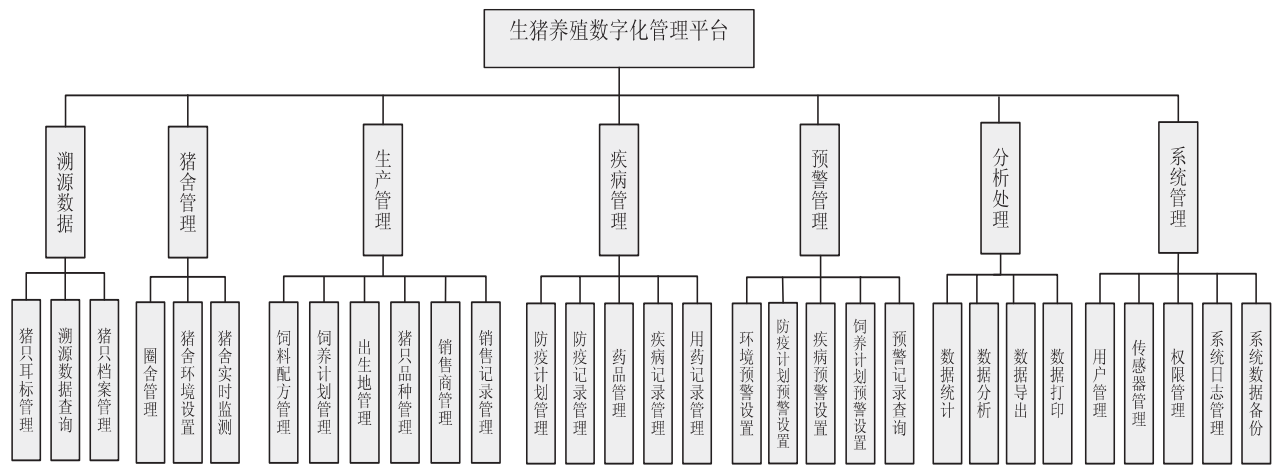 生猪养殖数字化管理平台
溯源数据
猪舍管理
生产管理
疾病管理
预警管理
分析处理
系统管理
猪只耳标管理
溯源数据查询
猪只档案管理
圈舍管理
猪舍环境设置
猪舍实时监测
饲料配方管理
饲养计划管理
出生地管理
猪只品种管理
销售商管理
销售记录管理
防疫计划管理
防疫记录管理
药品管理
疾病记录管理
用药记录管理
环境预警设置
防疫计划预警设置
疾病预警设置
饲养计划预警设置
预警记录查询
数据统计
数据分析
数据导出
数据打印
用户管理
传感器管理
权限管理
系统日志管理
系统数据备份